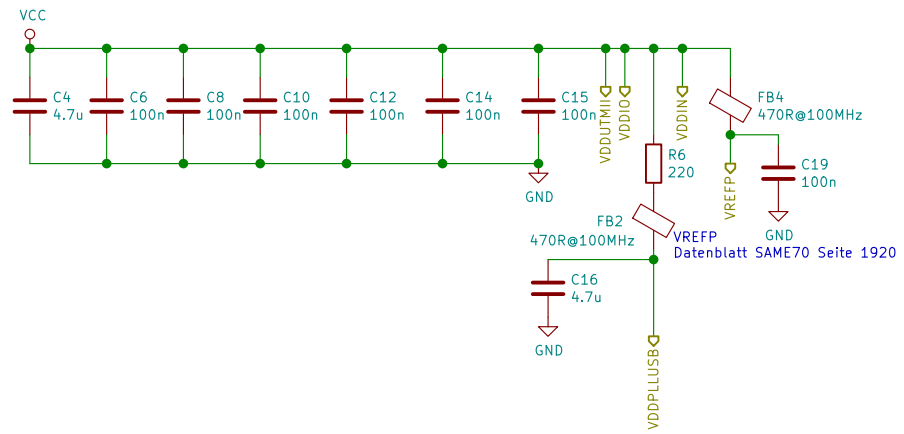 VCC
C4
4.7u
C6
100n
C8
100n
C10
100n
C12
100n
C14
100n
C15
100n
VDDUTMII
VDDIO
VDDIN
FB4
470R@100MHz
R6
220
VREFP
C19
100n
GND
GND
FB2
470R@100MHz
VREFP
Datenblatt SAME70 Seite 1920
C16
4.7u
GND
VDDPLLUSB